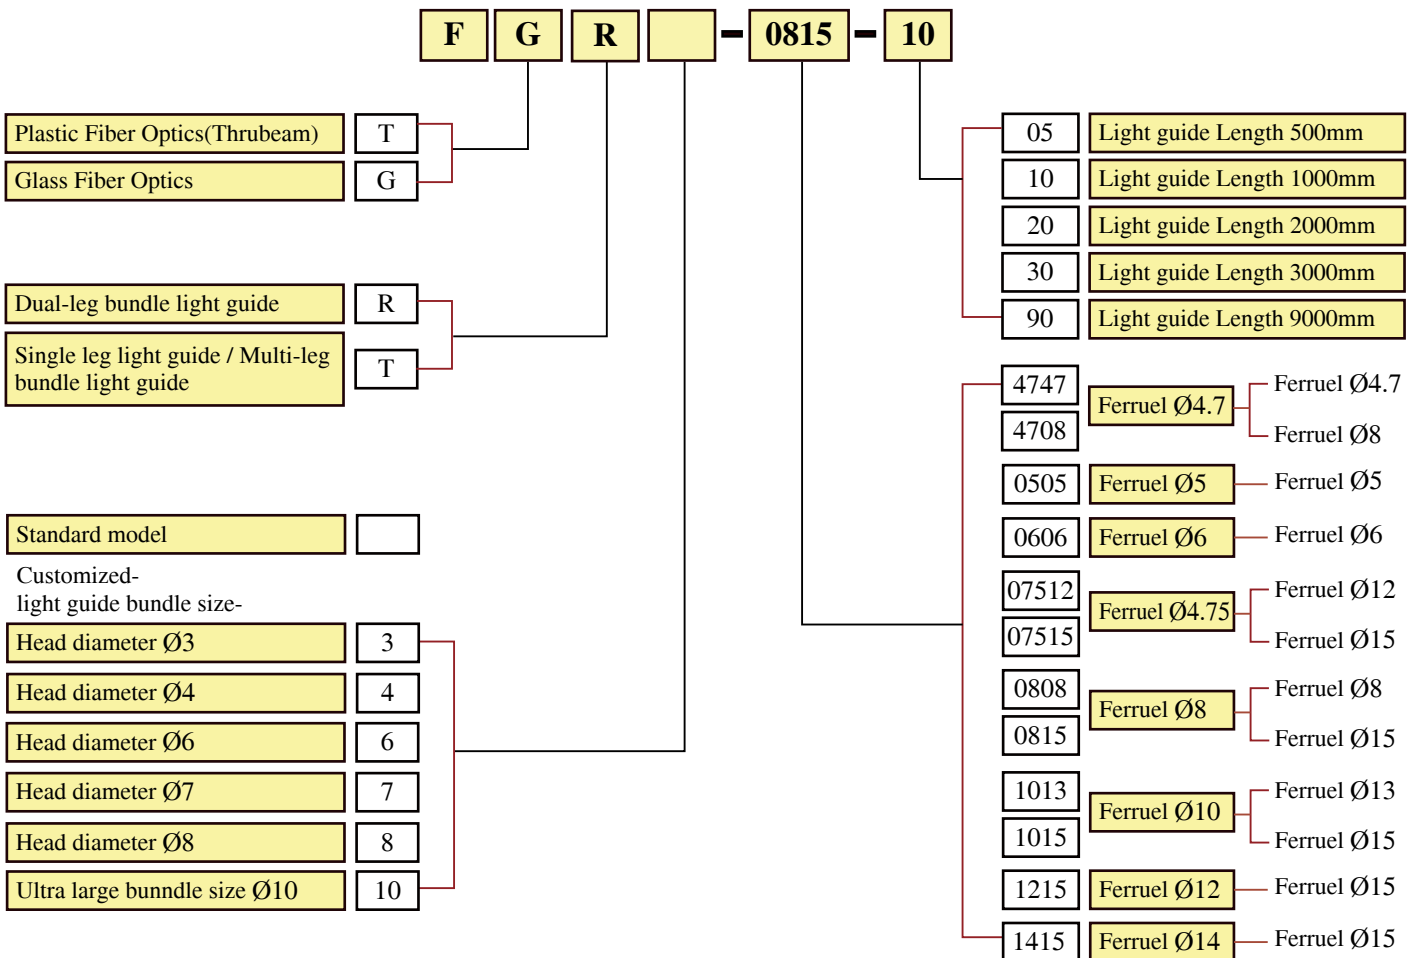 F G R - 0815 - 10
Plastic Fiber Optics(Thrubeam) T
Glass Fiber Optics G
Dual-leg bundle light guide R
Single leg light guide / Multi-leg
bundle light guide
T
Standard model
Customized-
light guide bundle size-
Head diameter Ø3 3
Head diameter Ø4 4
Head diameter Ø6 6
Head diameter Ø7 7
Head diameter Ø8 8
Ultra large bunndle size Ø10 10
05 Light guide Length 500mm
10 Light guide Length 1000mm
20 Light guide Length 2000mm
30 Light guide Length 3000mm
90 Light guide Length 9000mm
4747 Ferruel Ø4.7 Ferruel Ø4.7
4708 Ferruel Ø8
0505 Ferruel Ø5 Ferruel Ø5
0606 Ferruel Ø6 Ferruel Ø6
07512 Ferruel Ø4.75 Ferruel Ø12
07515 Ferruel Ø15
0808 Ferruel Ø8 Ferruel Ø8
0815 Ferruel Ø15
1013 Ferruel Ø10 Ferruel Ø13
1015 Ferruel Ø15
1215 Ferruel Ø12 Ferruel Ø15
1415 Ferruel Ø14 Ferruel Ø15